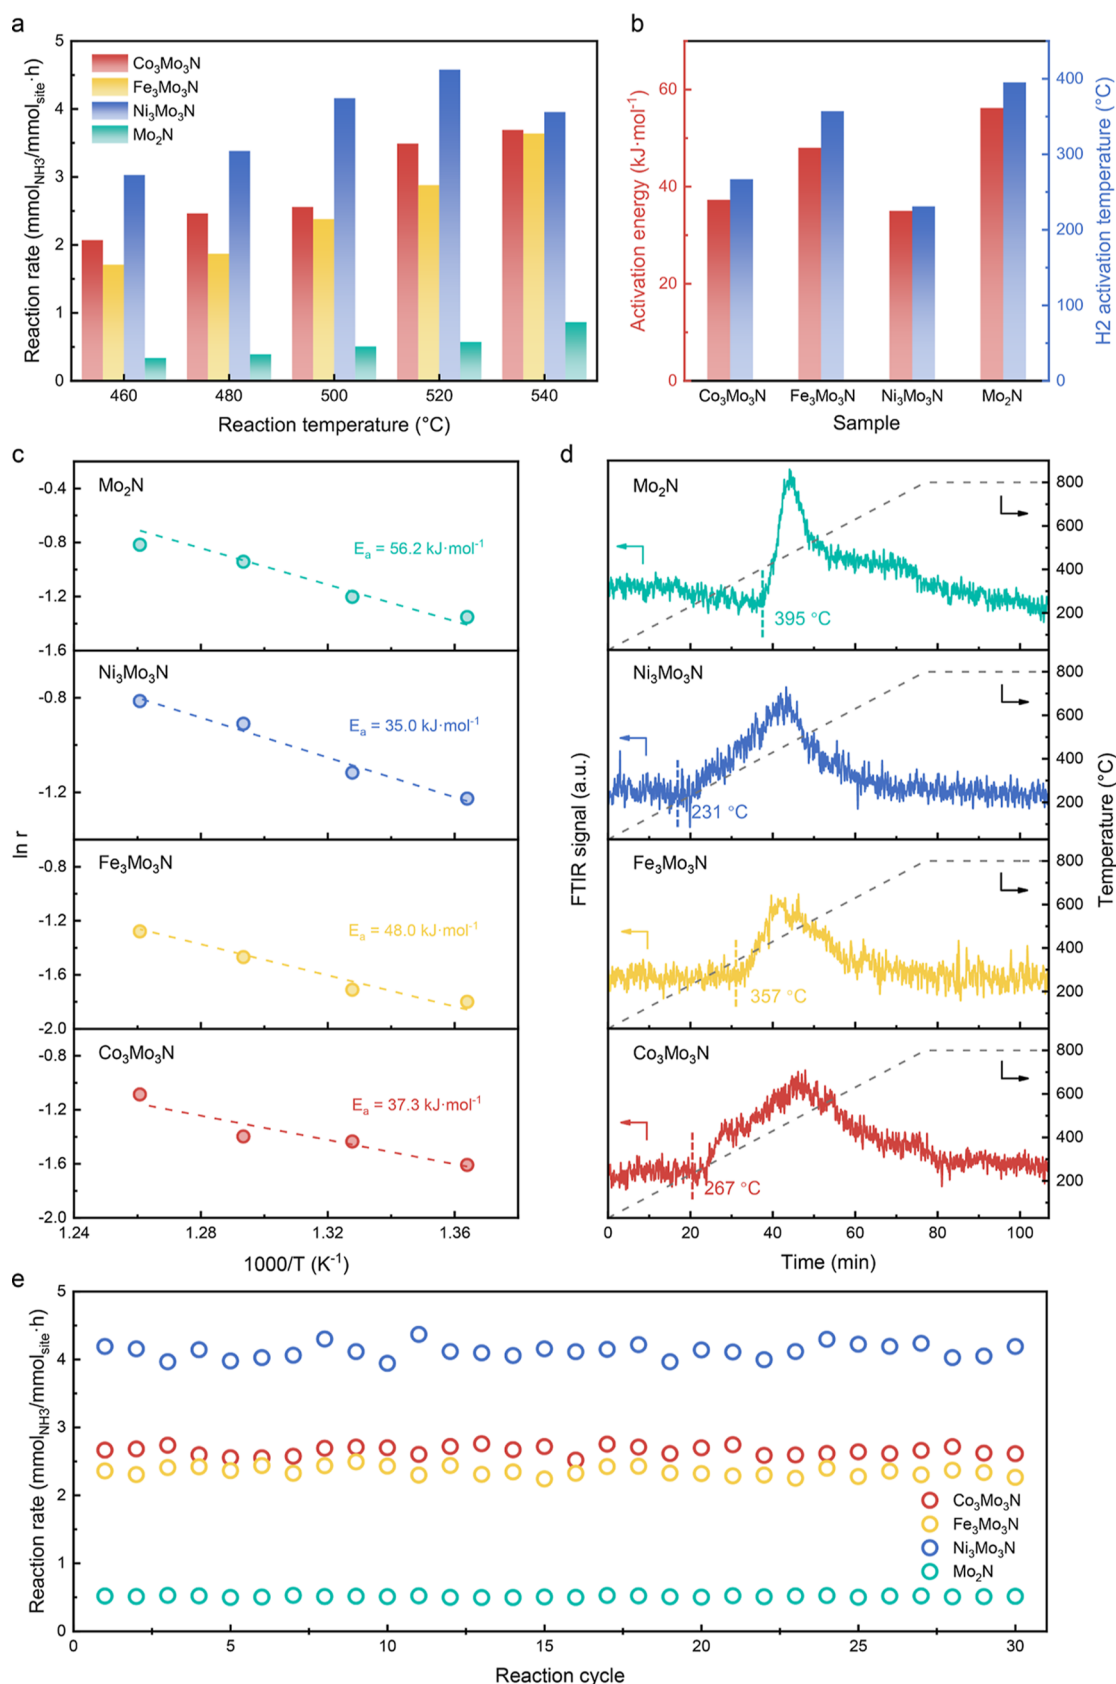 a
5
4
3
2
1
0
Reaction rate (mmol_NH3/mmol_site·h)
Co₃Mo₃N
Fe₃Mo₃N
Ni₃Mo₃N
Mo₂N
460 480 500 520 540
Reaction temperature (°C)
b
60
40
20
0
Activation energy (kJ·mol⁻¹)
400
300
200
100
0
H2 activation temperature (°C)
Co₃Mo₃N Fe₃Mo₃N Ni₃Mo₃N Mo₂N
Sample
c
ln r
Mo₂N
-0.4
-0.8
-1.2
-1.6
Eₐ = 56.2 kJ·mol⁻¹
Ni₃Mo₃N
-0.8
-1.2
Eₐ = 35.0 kJ·mol⁻¹
Fe₃Mo₃N
-0.8
-1.2
-1.6
-2.0
Eₐ = 48.0 kJ·mol⁻¹
Co₃Mo₃N
-0.8
-1.2
-1.6
-2.0
Eₐ = 37.3 kJ·mol⁻¹
1.24 1.28 1.32 1.36
1000/T (K⁻¹)
d
FTIR signal (a.u.)
Temperature (°C)
Mo₂N
800
600
400
200
395 °C
Ni₃Mo₃N
800
600
400
200
231 °C
Fe₃Mo₃N
800
600
400
200
357 °C
Co₃Mo₃N
800
600
400
200
267 °C
0 20 40 60 80 100
Time (min)
e
5
4
3
2
1
0
Reaction rate (mmol_NH3/mmol_site·h)
Co₃Mo₃N
Fe₃Mo₃N
Ni₃Mo₃N
Mo₂N
0 5 10 15 20 25 30
Reaction cycle